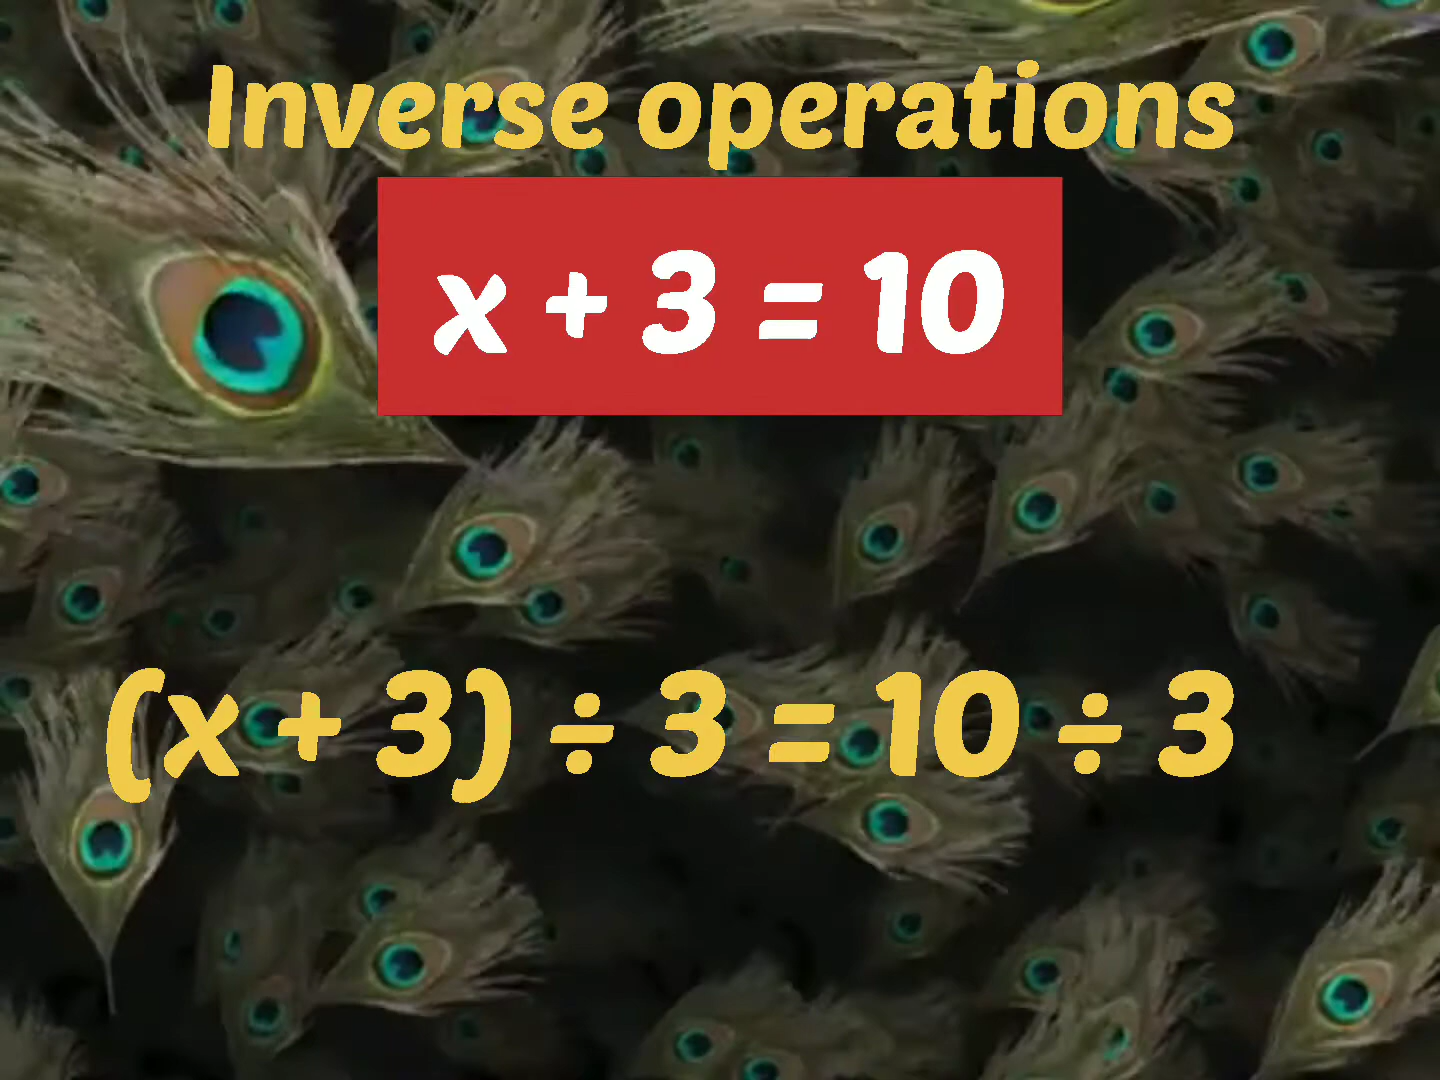 Inverse operations
x + 3 = 10
(x + 3) ÷ 3 = 10 ÷ 3